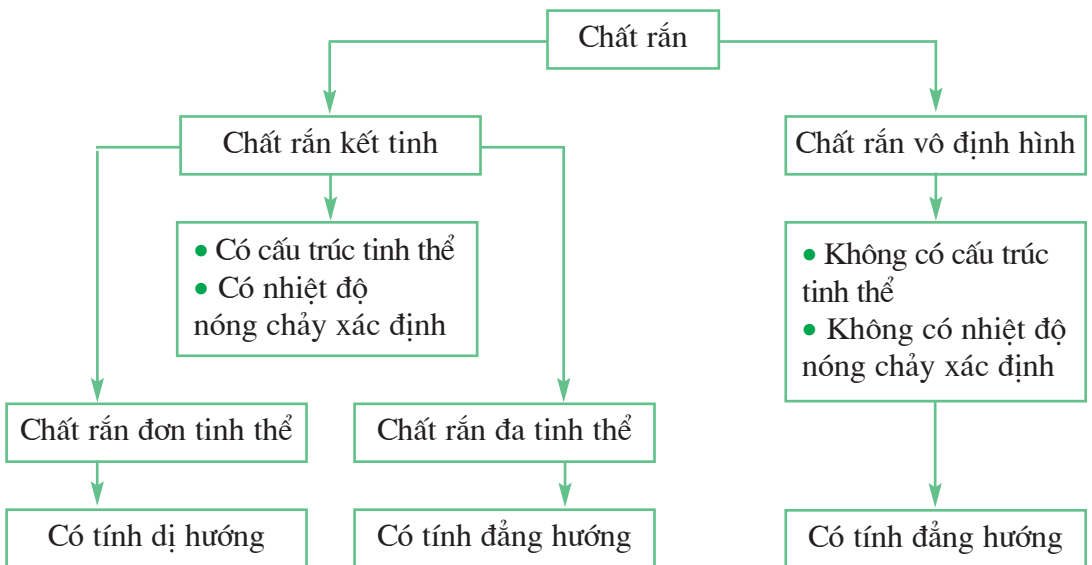 Chất rắn
Chất rắn kết tinh
Chất rắn vô định hình
• Có cấu trúc tinh thể
• Có nhiệt độ
nóng chảy xác định
• Không có cấu trúc
tinh thể
• Không có nhiệt độ
nóng chảy xác định
Chất rắn đơn tinh thể
Chất rắn đa tinh thể
Có tính dị hướng
Có tính đẳng hướng
Có tính đẳng hướng